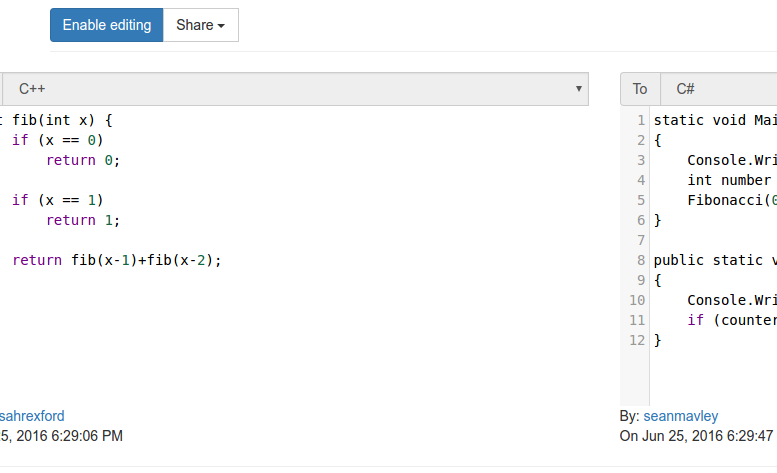 Enable editing Share
C++
fib(int x) {
if (x == 0)
return 0;
if (x == 1)
return 1;
return fib(x-1)+fib(x-2);
sahrexford
5, 2016 6:29:06 PM
To C#
1 static void Mai
2 {
3 Console.Wri
4 int number
5 Fibonacci(0
6 }
7
8 public static v
9 {
10 Console.Wri
11 if (counter
12 }
By: seanmavley
On Jun 25, 2016 6:29:47